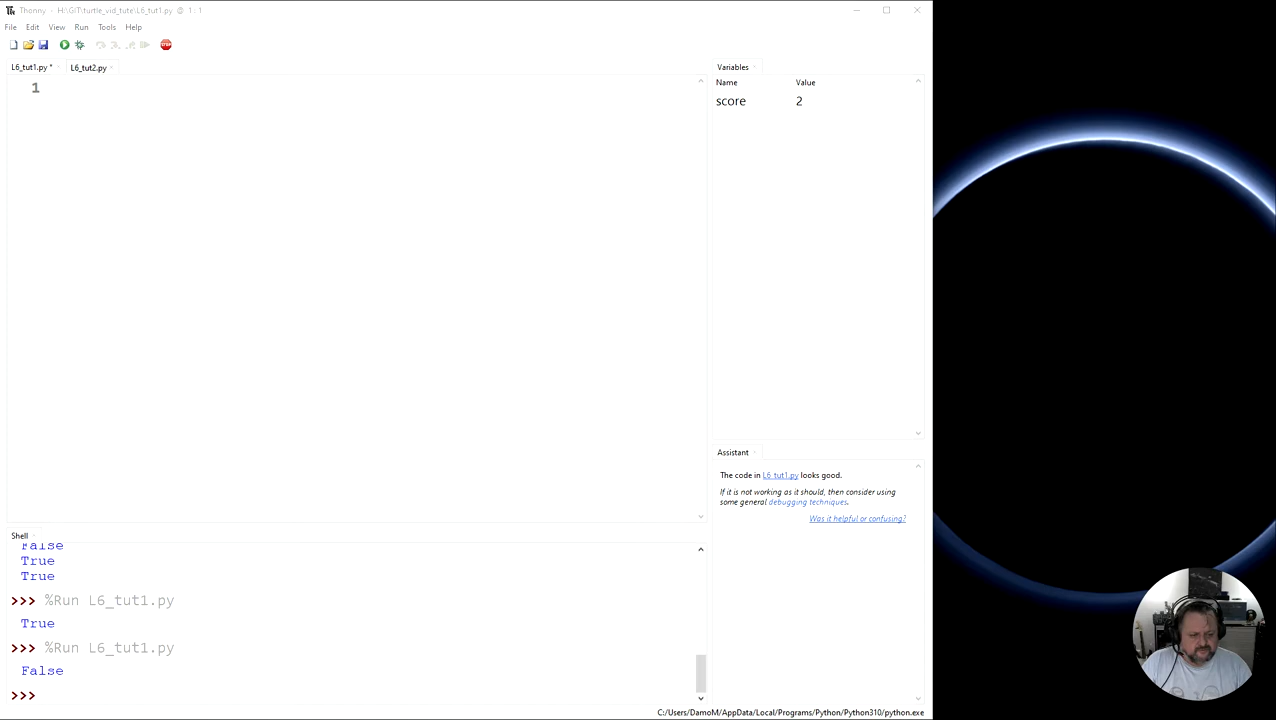 Thonny - H:\GIT\turtle_vid_tute\L6_tut1.py @ 1 : 1
File Edit View Run Tools Help
L6_tut1.py * L6_tut2.py
1
Variables
Name Value
score 2
Assistant
The code in L6_tut1.py looks good.
If it is not working as it should, then consider using
some general debugging techniques.
Was it helpful or confusing?
Shell
False
True
True
>>> %Run L6_tut1.py
True
>>> %Run L6_tut1.py
False
>>>
C:/Users/DamoM/AppData/Local/Programs/Python/Python310/python.exe